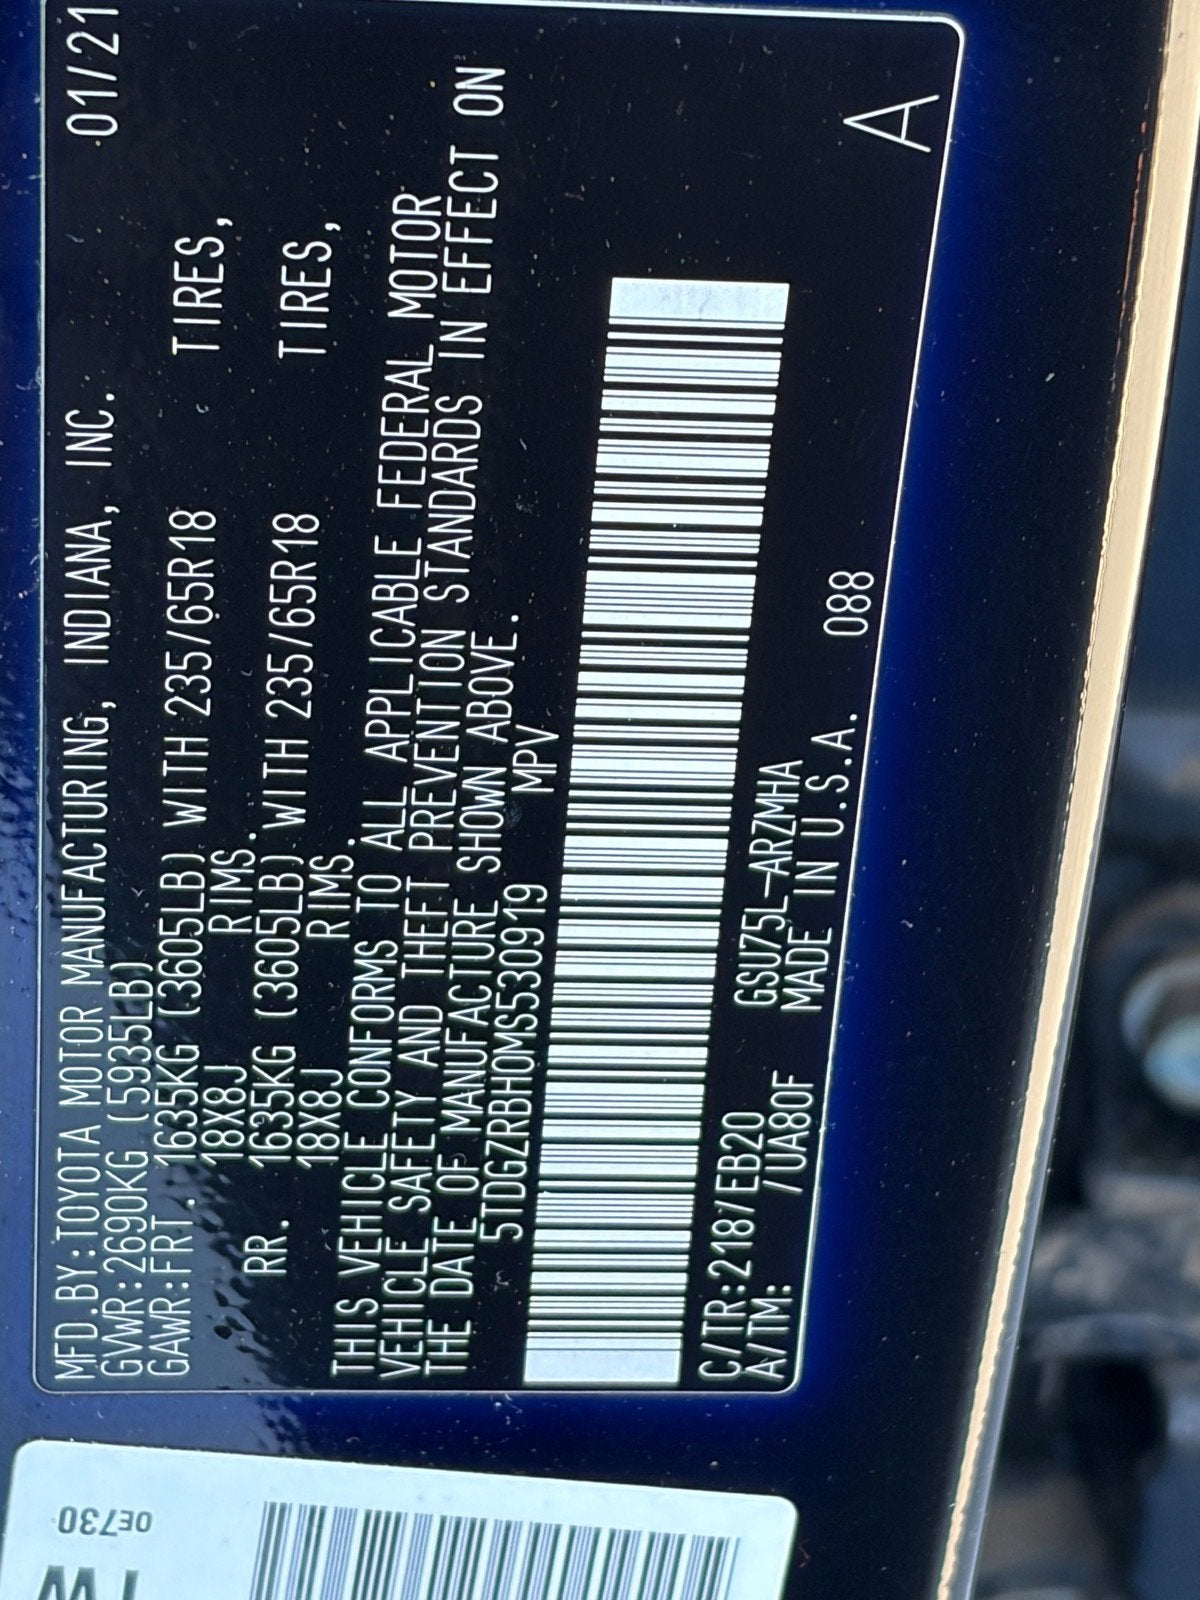 MFD.BY:TOYOTA MOTOR MANUFACTURING, INDIANA, INC. 01/21
GVWR:2690KG (5935LB)
GAWR:FRT. 1635KG (3605LB) WITH 235/65R18 TIRES,
18X8J RIMS.
RR. 1635KG (3605LB) WITH 235/65R18 TIRES,
18X8J RIMS.
THIS VEHICLE CONFORMS TO ALL APPLICABLE FEDERAL MOTOR
VEHICLE SAFETY AND THEFT PREVENTION STANDARDS IN EFFECT ON
THE DATE OF MANUFACTURE SHOWN ABOVE.
5TDGZRBH0MS530919 MPV
C/TR:218/EB20 GSU75L-ARZMHA
A/TM: /UA80F MADE IN U.S.A. 088
A
0E730